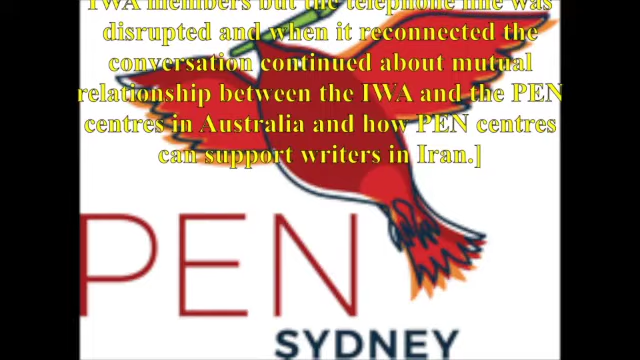 IWA members but the telephone line was
disrupted and when it reconnected the
conversation continued about mutual
relationship between the IWA and the PEN
centres in Australia and how PEN centres
can support writers in Iran.]
PEN
SYDNEY